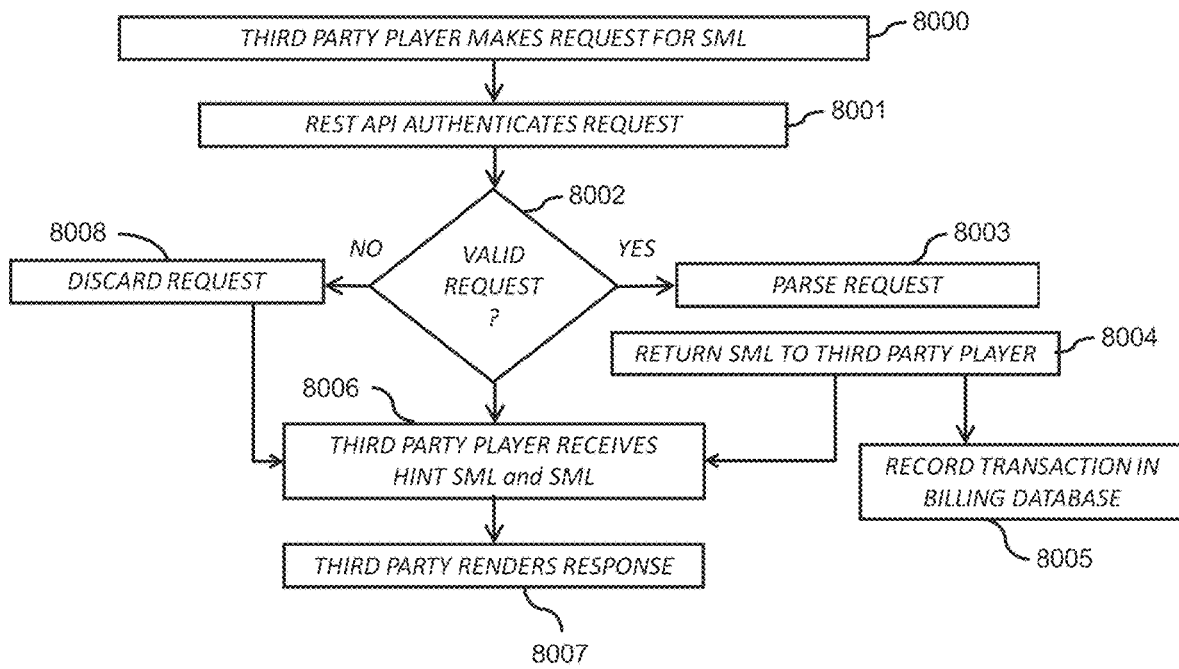 THIRD PARTY PLAYER MAKES REQUEST FOR SML
8000
REST API AUTHENTICATES REQUEST
8001
8002
8008
NO
VALID
REQUEST
?
YES
8003
DISCARD REQUEST
PARSE REQUEST
RETURN SML TO THIRD PARTY PLAYER
8004
8006
THIRD PARTY PLAYER RECEIVES
HINT SML and SML
RECORD TRANSACTION IN
BILLING DATABASE
8005
THIRD PARTY RENDERS RESPONSE
8007